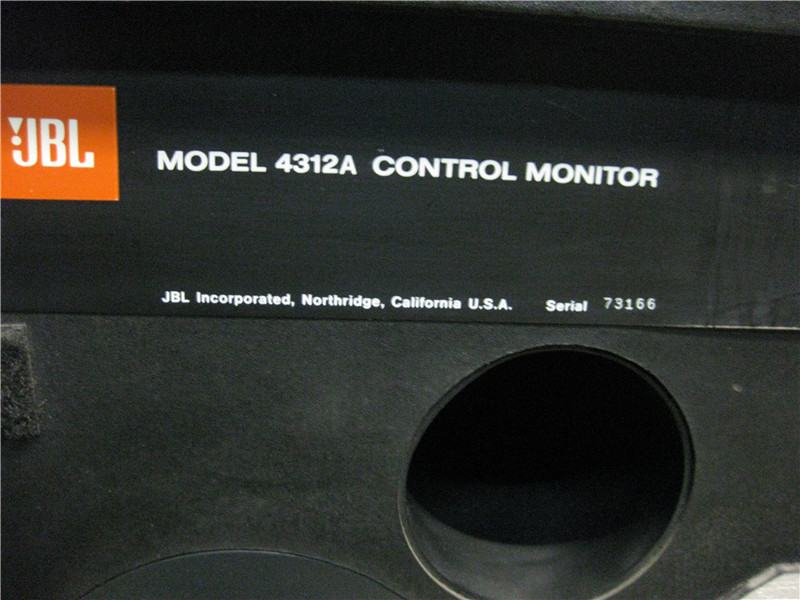 JBL
MODEL 4312A CONTROL MONITOR
JBL Incorporated, Northridge, California U.S.A. Serial 73166